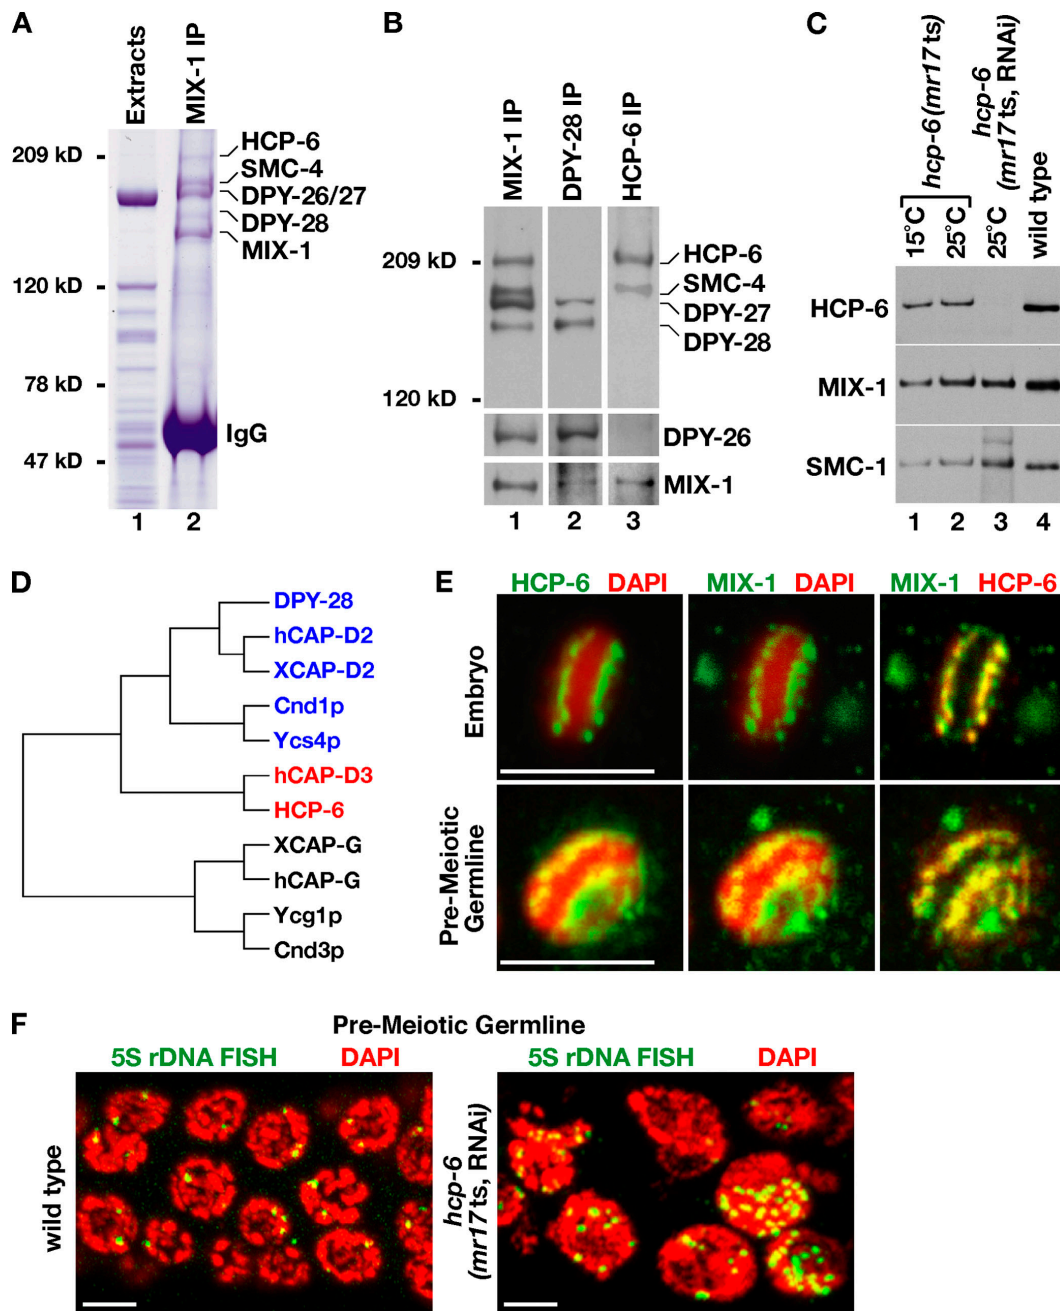 A
Extracts
MIX-1 IP
209 kD
120 kD
78 kD
47 kD
HCP-6
SMC-4
DPY-26/27
DPY-28
MIX-1
IgG
1 2
B
MIX-1 IP
DPY-28 IP
HCP-6 IP
209 kD
120 kD
HCP-6
SMC-4
DPY-27
DPY-28
DPY-26
MIX-1
1 2 3
C
hcp-6 (mr17 ts)
hcp-6
(mr17 ts, RNAi)
15°C
25°C
25°C
wild type
HCP-6
MIX-1
SMC-1
1 2 3 4
D
DPY-28
hCAP-D2
XCAP-D2
Cnd1p
Ycs4p
hCAP-D3
HCP-6
XCAP-G
hCAP-G
Ycg1p
Cnd3p
E
HCP-6 DAPI
MIX-1 DAPI
MIX-1 HCP-6
Embryo
Pre-Meiotic
Germline
F
Pre-Meiotic Germline
5S rDNA FISH DAPI
5S rDNA FISH DAPI
wild type
hcp-6
(mr17 ts, RNAi)